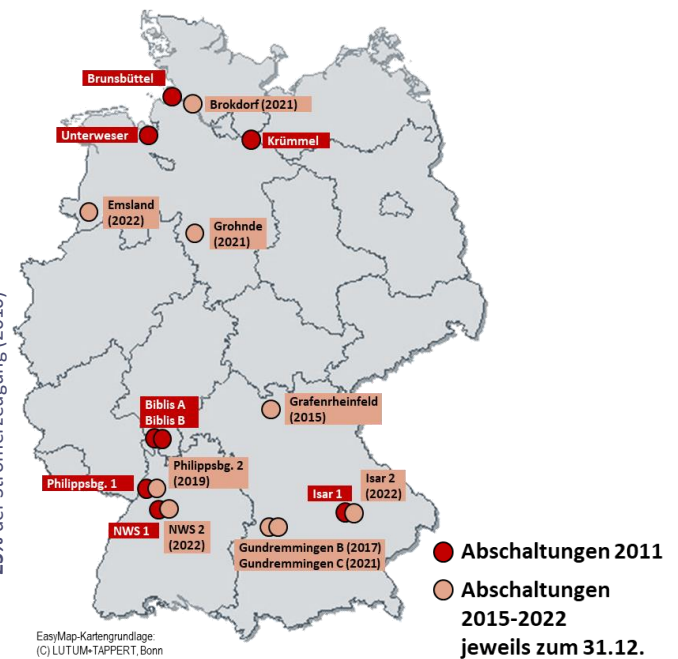 Brunsbüttel
Brokdorf (2021)
Unterweser
Krümmel
Emsland
(2022)
Grohnde
(2021)
Grafenrheinfeld
(2015)
Biblis A
Biblis B
Philippsbg. 2
(2019)
Philippsbg. 1
Isar 2
(2022)
Isar 1
NWS 1
NWS 2
(2022)
Gundremmingen B (2017)
Gundremmingen C (2021)
Abschaltungen 2011
Abschaltungen
2015-2022
jeweils zum 31.12.
EasyMap-Kartengrundlage:
(C) LUTUM+TAPPERT, Bonn
der Stromerzeugung